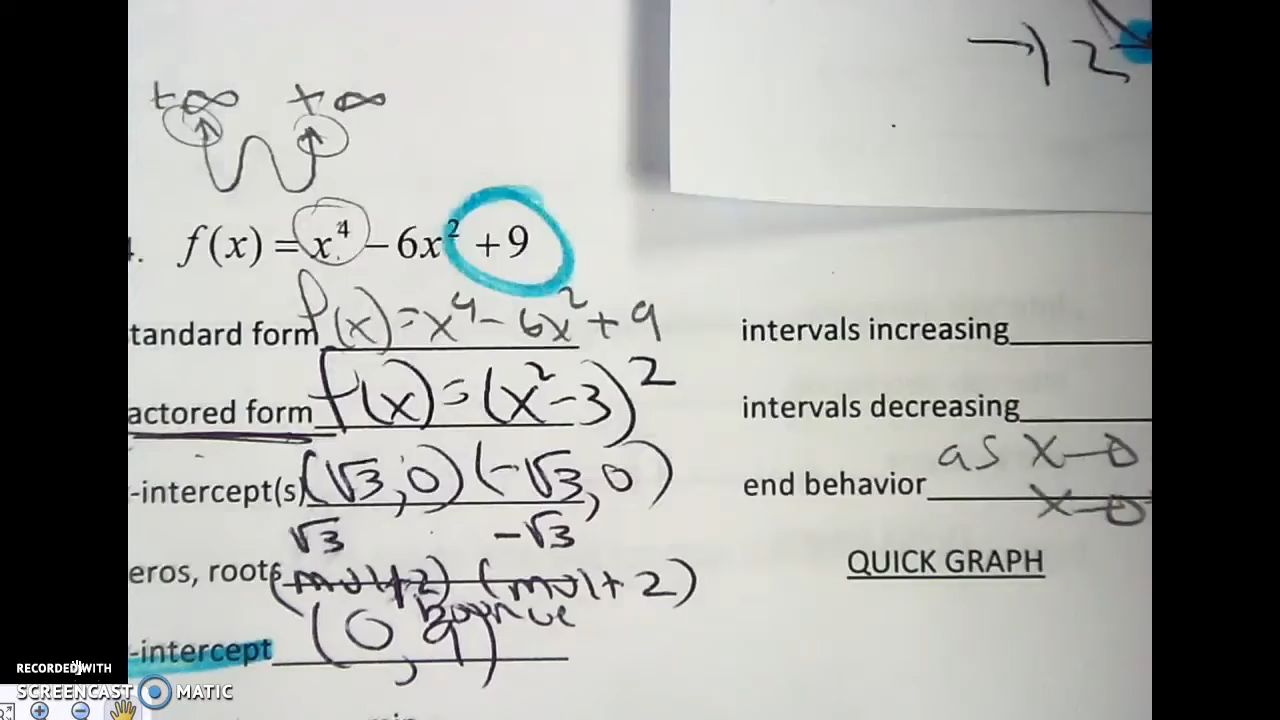 → 2
+∞ +∞
4. f(x) = x⁴ − 6x² + 9
tandard form f(x) = x⁴ − 6x² + 9
intervals increasing
actored form f(x) = (x² − 3)²
intervals decreasing
as x→
-intercept(s) (√3, 0) (−√3, 0)
end behavior x→
√3 −√3
QUICK GRAPH
eros, roots (mult 2) (mult 2)
Bounce
-intercept (0, 9)
RECORDED WITH
SCREENCAST MATIC